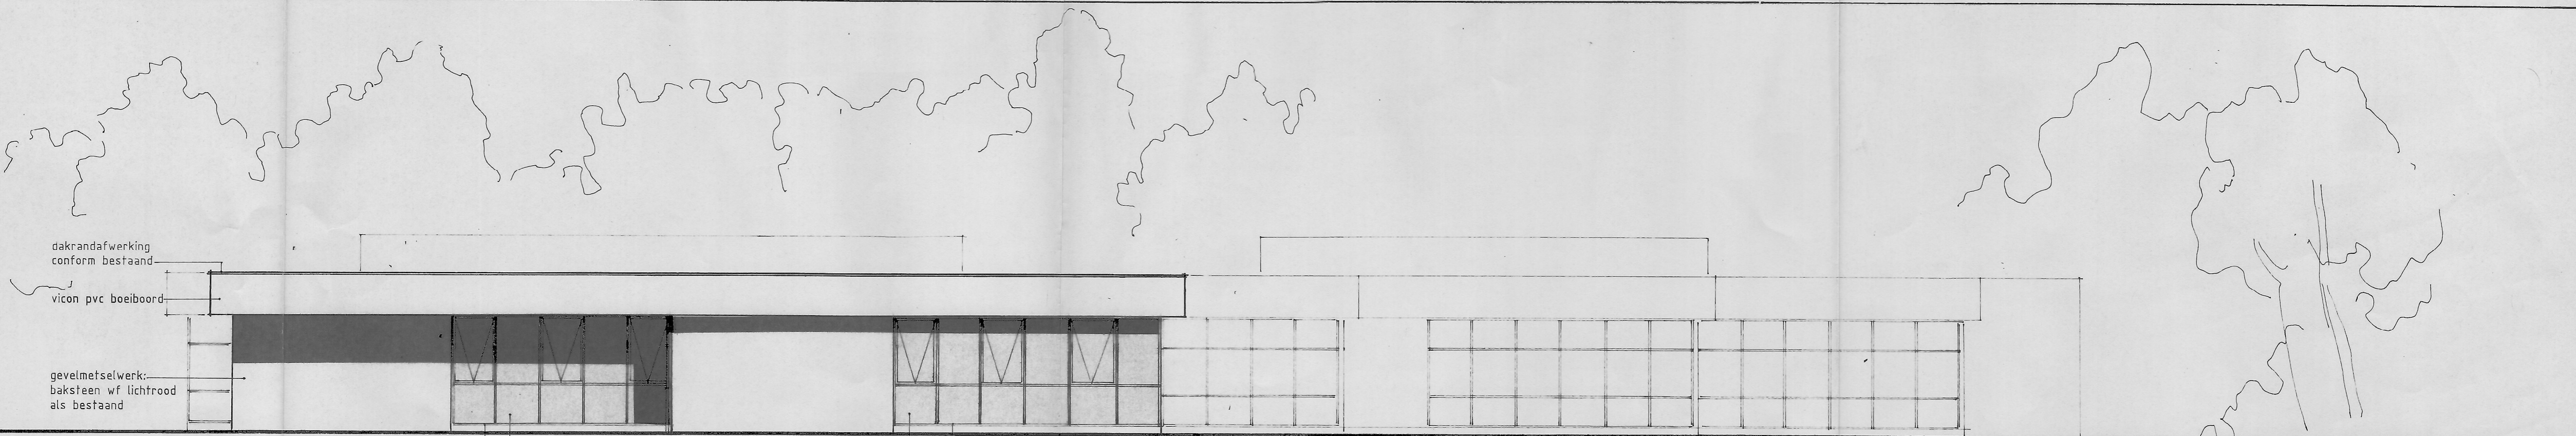 dakrandafwerking
conform bestaand
vicon pvc boeiboord
gevelmetselwerk:
baksteen wf lichtrood
als bestaand